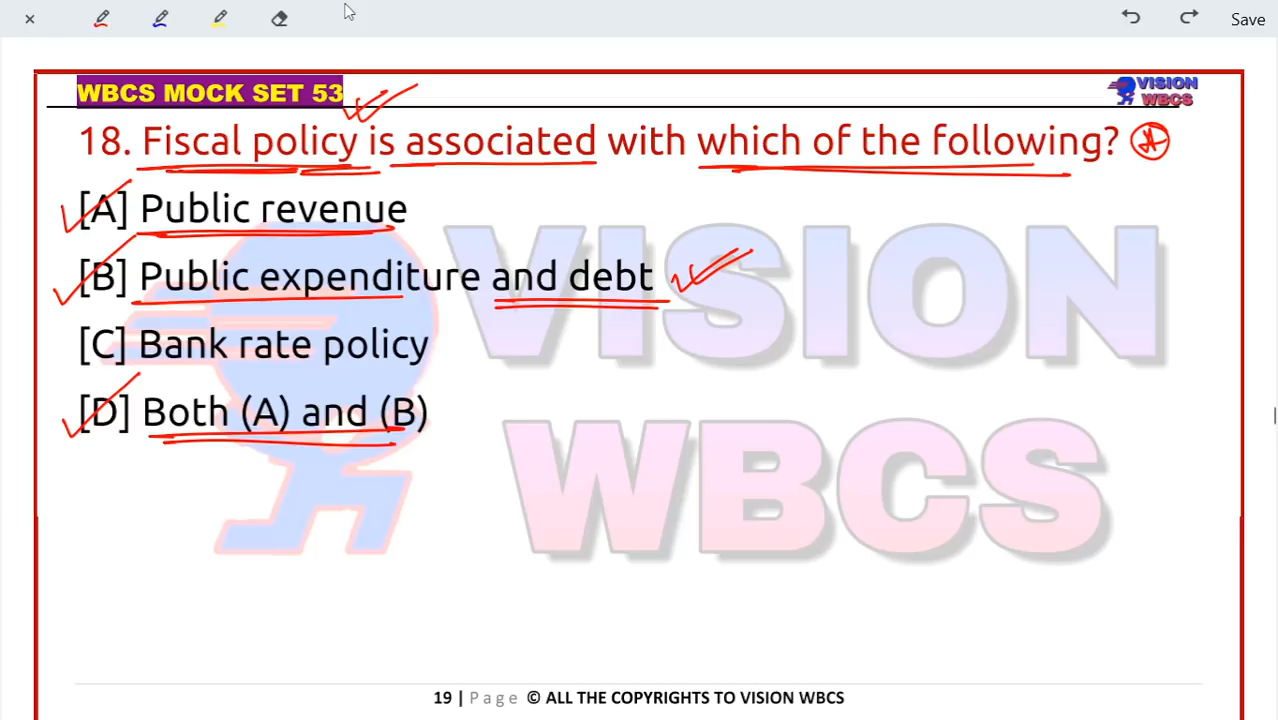 Save
WBCS MOCK SET 53
VISION
WBCS
18. Fiscal policy is associated with which of the following?
[A] Public revenue
[B] Public expenditure and debt
[C] Bank rate policy
[D] Both (A) and (B)
VISION
WBCS
19 | Page © ALL THE COPYRIGHTS TO VISION WBCS